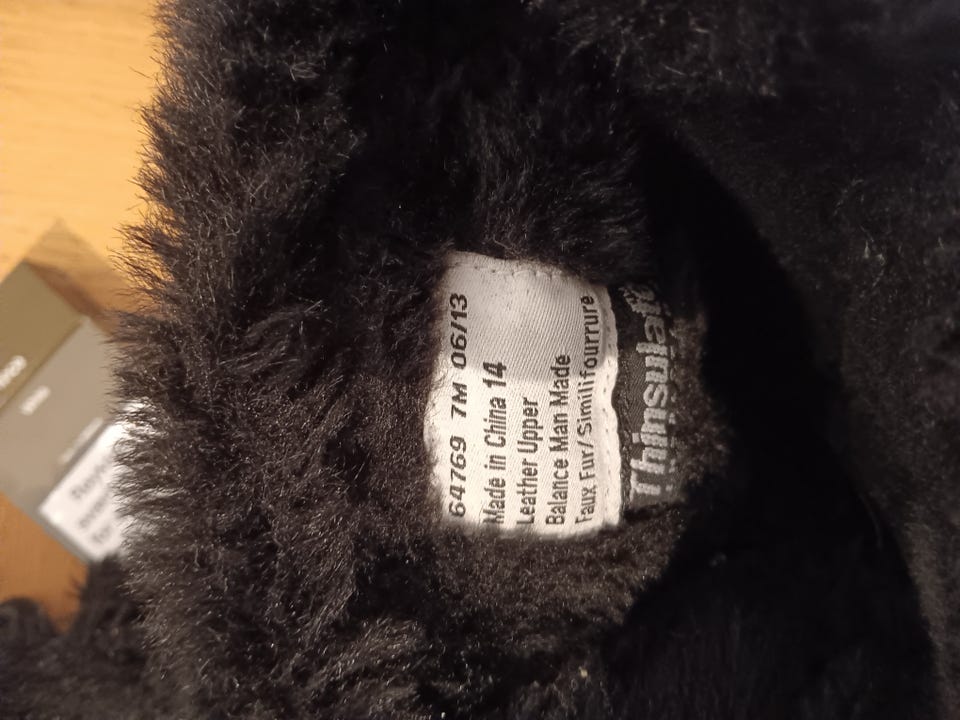 64769 7M 06/13
Made in China 14
Leather Upper
Balance Man Made
Faux Fur/Similifourrure
Thinsulate